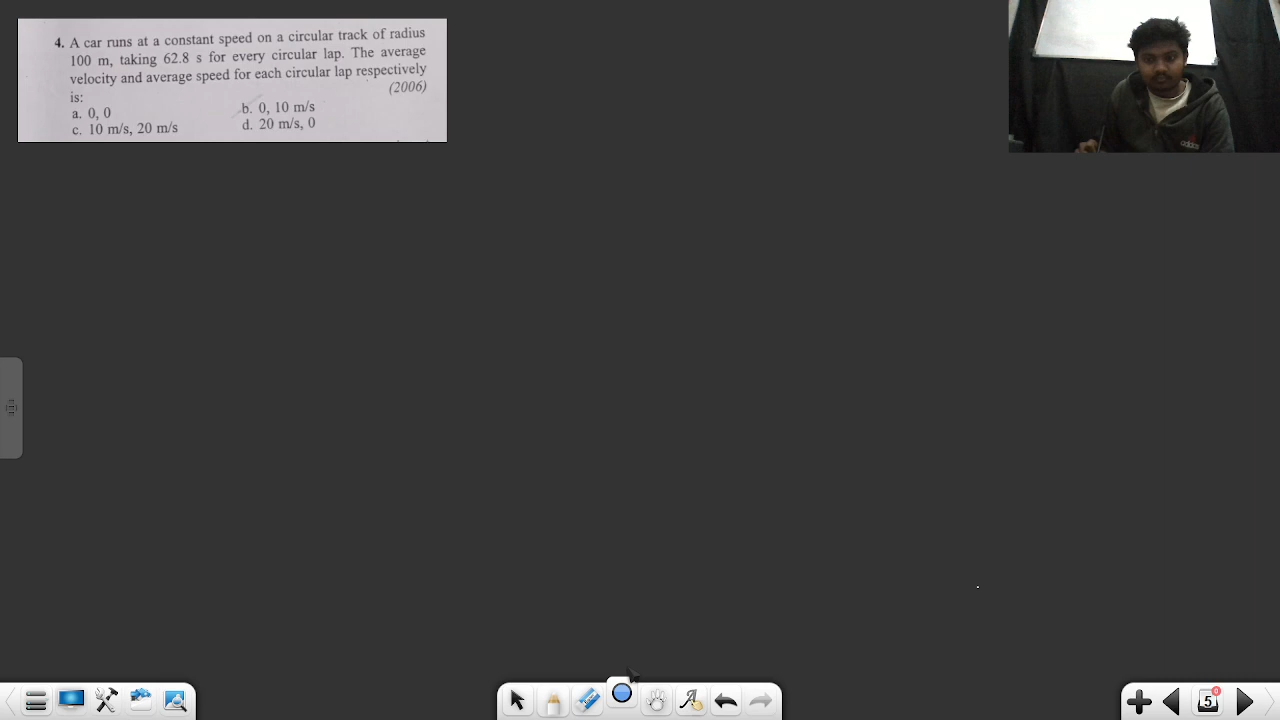 4. A car runs at a constant speed on a circular track of radius
100 m, taking 62.8 s for every circular lap. The average
velocity and average speed for each circular lap respectively
is:
(2006)
a. 0, 0
b. 0, 10 m/s
c. 10 m/s, 20 m/s
d. 20 m/s, 0
adidas
5
0